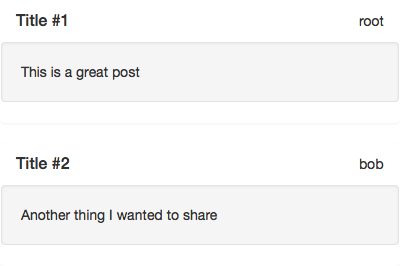 Title #1 root
This is a great post
Title #2 bob
Another thing I wanted to share